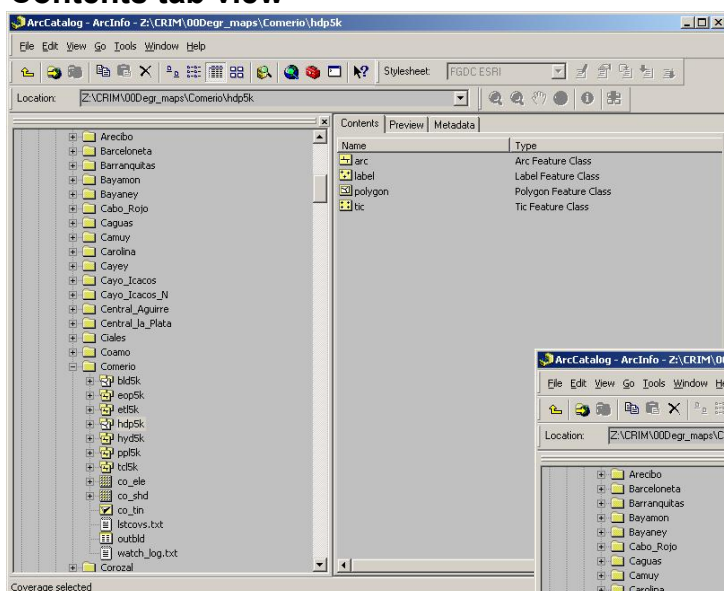 Contents tab view
ArcCatalog - ArcInfo - Z:\CRIM\00Degr_maps\Comerio\hdp5k
File Edit View Go Tools Window Help
Stylesheet: FGDC ESRI
Location: Z:\CRIM\00Degr_maps\Comerio\hdp5k
Arecibo
Barceloneta
Barranquitas
Bayamon
Bayaney
Cabo_Rojo
Caguas
Camuy
Carolina
Cayey
Cayo_Icacos
Cayo_Icacos_N
Central_Aguirre
Central_la_Plata
Ciales
Coamo
Comerio
bld5k
eop5k
etl5k
hdp5k
hyd5k
ppl5k
tcl5k
co_ele
co_shd
co_tin
lstcovs.txt
outbld
watch_log.txt
Corozal
Coverage selected
Contents Preview Metadata
Name Type
arc Arc Feature Class
label Label Feature Class
polygon Polygon Feature Class
tic Tic Feature Class
ArcCatalog - ArcInfo - Z:\CRIM\0
File Edit View Go Tools Window H
Location: Z:\CRIM\00Degr_maps\C
Arecibo
Barceloneta
Barranquitas
Bayamon
Bayaney
Cabo_Rojo
Caguas
Camuy
Carolina